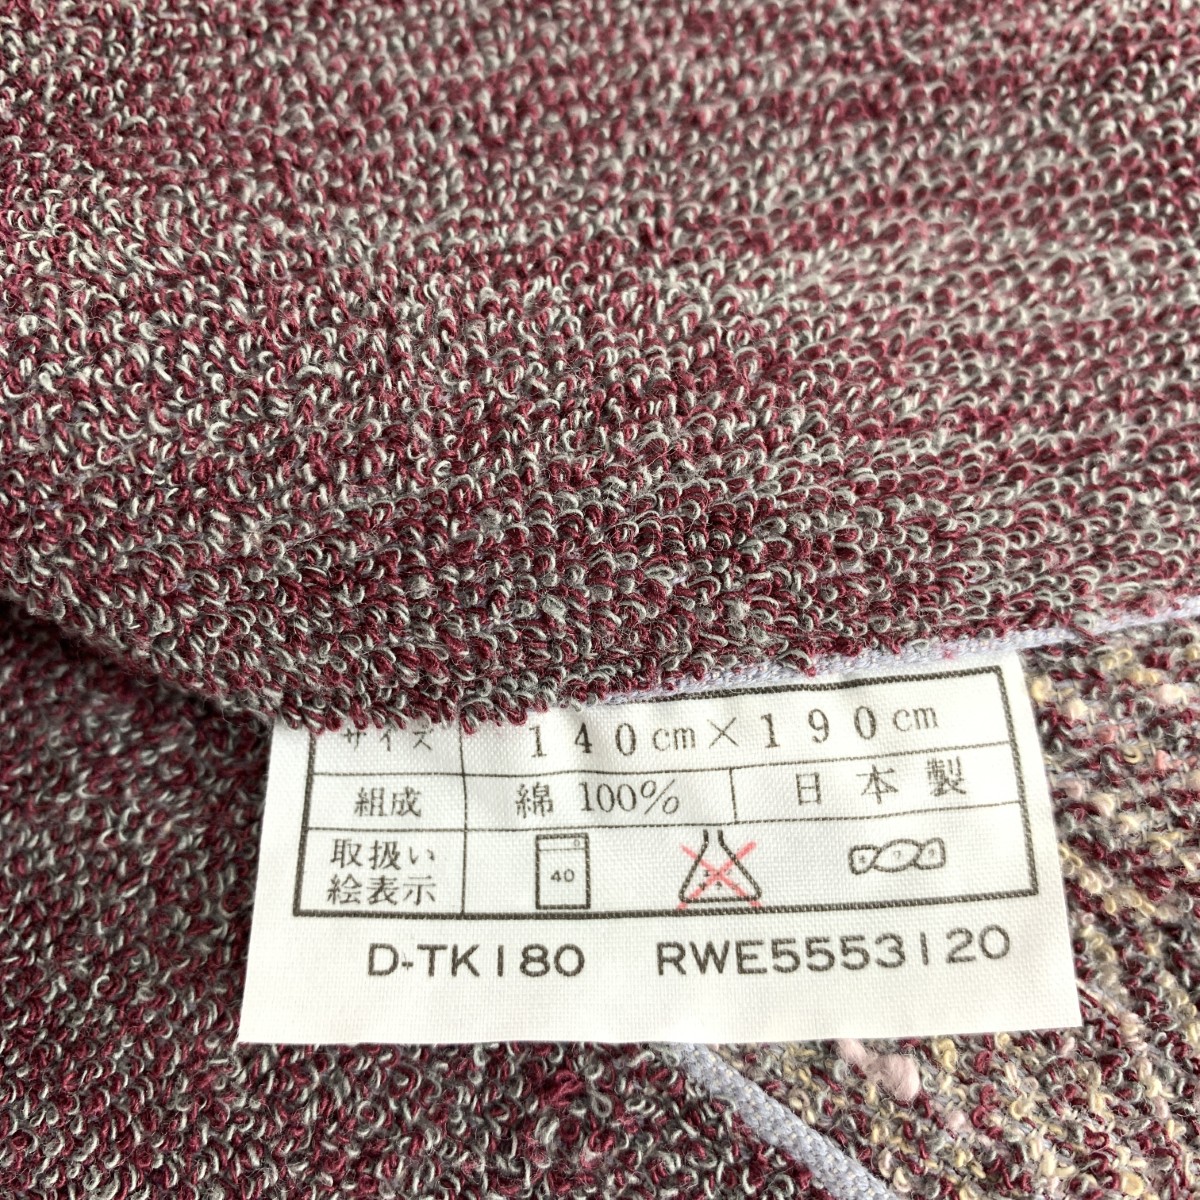 サイズ 140cm×190cm
組成 綿 100% 日本製
取扱い
絵表示
40
D-TK180 RWE5553120